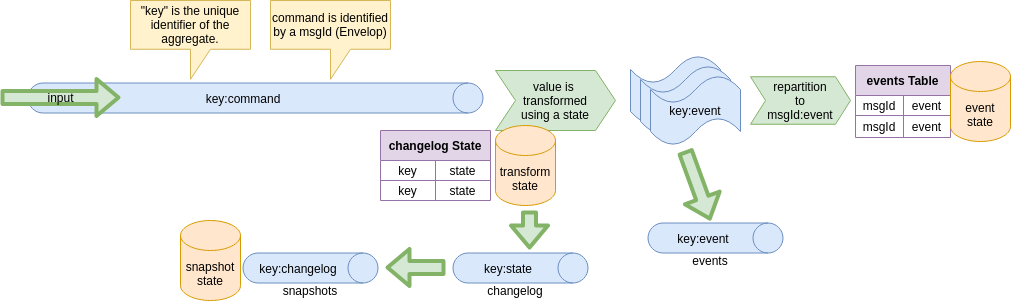 "key" is the unique
identifier of the
aggregate.
command is identified
by a msgId (Envelop)
input
key:command
value is
transformed
using a state
key:event
repartition
to
msgId:event
events Table
msgId event
msgId event
event
state
changelog State
key state
key state
transform
state
key:event
events
snapshot
state
key:changelog
snapshots
key:state
changelog